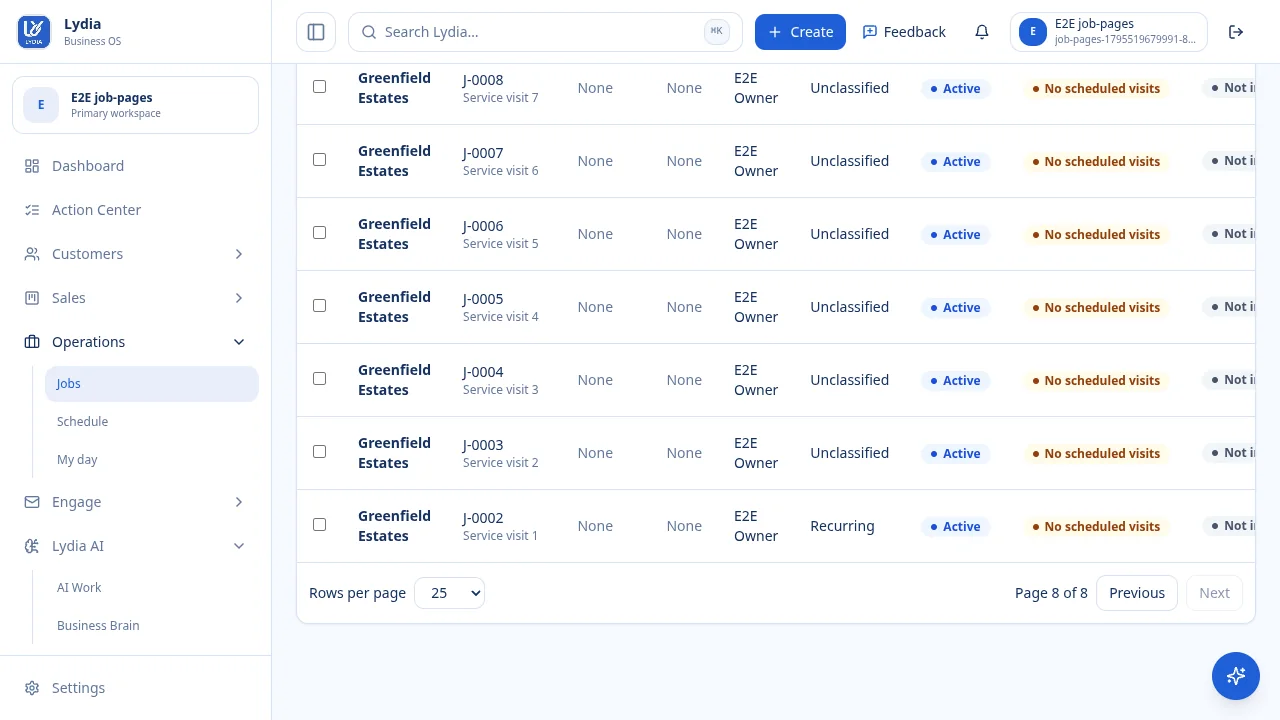 LYDIA
Lydia
Business OS
E
E2E job-pages
Primary workspace
Dashboard
Action Center
Customers
Sales
Operations
Jobs
Schedule
My day
Engage
Lydia AI
AI Work
Business Brain
Settings
Search Lydia…
⌘K
Create
Feedback
E
E2E job-pages
job-pages-1795519679991-8…
Greenfield Estates J-0008 Service visit 7 None None E2E Owner Unclassified Active No scheduled visits Not i
Greenfield Estates J-0007 Service visit 6 None None E2E Owner Unclassified Active No scheduled visits Not i
Greenfield Estates J-0006 Service visit 5 None None E2E Owner Unclassified Active No scheduled visits Not i
Greenfield Estates J-0005 Service visit 4 None None E2E Owner Unclassified Active No scheduled visits Not i
Greenfield Estates J-0004 Service visit 3 None None E2E Owner Unclassified Active No scheduled visits Not i
Greenfield Estates J-0003 Service visit 2 None None E2E Owner Unclassified Active No scheduled visits Not i
Greenfield Estates J-0002 Service visit 1 None None E2E Owner Recurring Active No scheduled visits Not i
Rows per page 25
Page 8 of 8 Previous Next